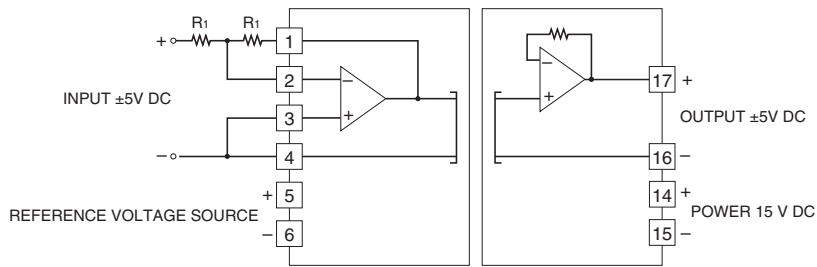 R1 R1
+ 1
2 −
INPUT ±5V DC
3 +
− 4
+ 5
REFERENCE VOLTAGE SOURCE
− 6
−
+
17 +
OUTPUT ±5V DC
16 −
14 +
POWER 15 V DC
15 −